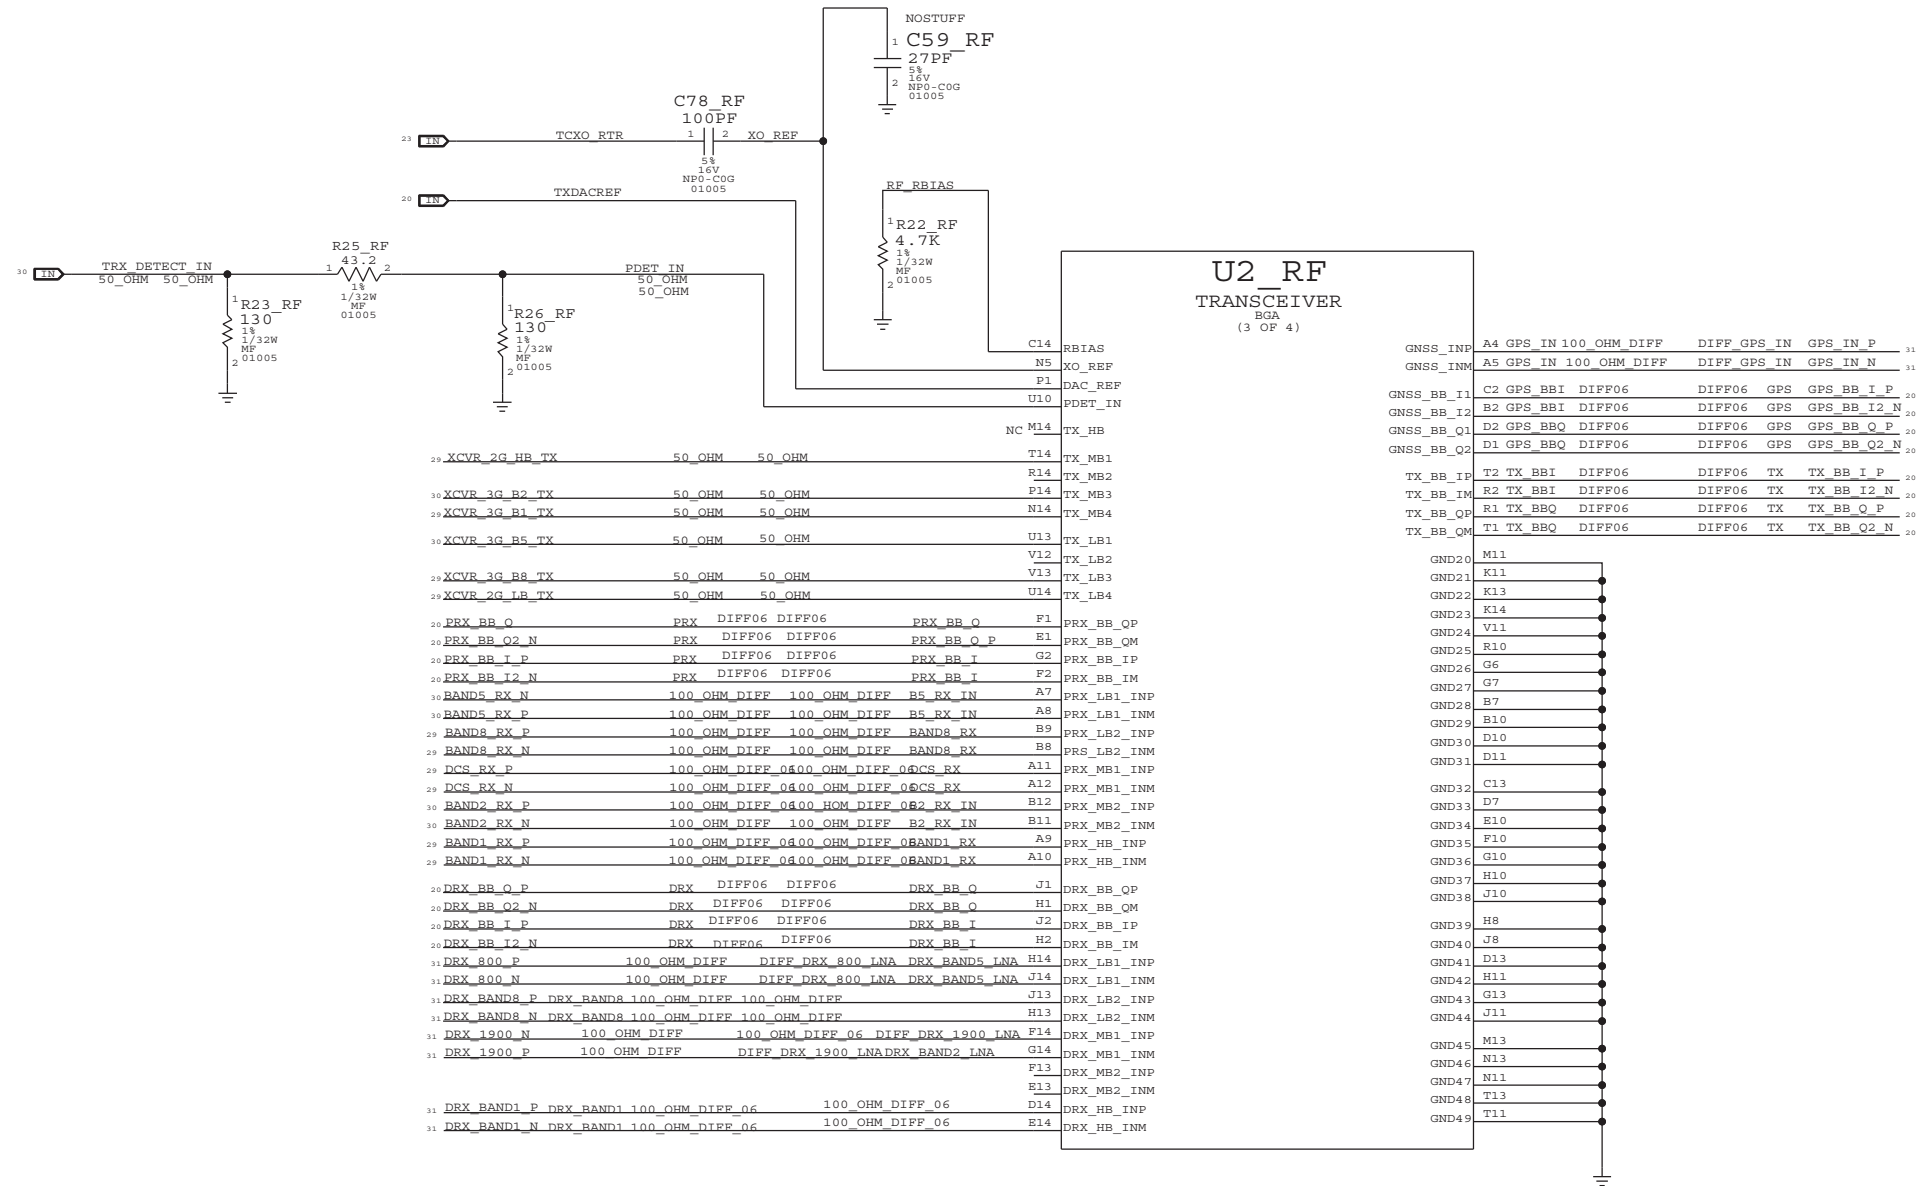 NOSTUFF
1 C59_RF
27PF
5%
16V
2 NP0-C0G
01005
C78_RF
100PF
23 IN TCXO_RTR 1 2 XO_REF
5%
16V
NP0-C0G
01005
20 IN TXDACREF
RF_RBIAS
1 R22_RF
4.7K
1%
1/32W
MF
2 01005
R25_RF
43.2
30 IN TRX_DETECT_IN 1 2 PDET_IN
50_OHM 50_OHM 50_OHM
50_OHM
1%
1/32W
MF
01005
1 R23_RF
130
1%
1/32W
MF
2 01005
1 R26_RF
130
1%
1/32W
MF
2 01005
U2_RF
TRANSCEIVER
BGA
(3 OF 4)
C14 RBIAS
N5 XO_REF
P1 DAC_REF
U10 PDET_IN
NC M14 TX_HB
29 XCVR_2G_HB_TX 50_OHM 50_OHM T14 TX_MB1
R14 TX_MB2
30 XCVR_3G_B2_TX 50_OHM 50_OHM P14 TX_MB3
29 XCVR_3G_B1_TX 50_OHM 50_OHM N14 TX_MB4
30 XCVR_3G_B5_TX 50_OHM 50_OHM U13 TX_LB1
V12 TX_LB2
29 XCVR_3G_B8_TX 50_OHM 50_OHM V13 TX_LB3
29 XCVR_2G_LB_TX 50_OHM 50_OHM U14 TX_LB4
20 PRX_BB_Q PRX DIFF06 DIFF06 PRX_BB_Q F1 PRX_BB_QP
20 PRX_BB_Q2_N PRX DIFF06 DIFF06 PRX_BB_Q_P E1 PRX_BB_QM
20 PRX_BB_I_P PRX DIFF06 DIFF06 PRX_BB_I G2 PRX_BB_IP
20 PRX_BB_I2_N PRX DIFF06 DIFF06 PRX_BB_I F2 PRX_BB_IM
30 BAND5_RX_N 100_OHM_DIFF 100_OHM_DIFF B5_RX_IN A7 PRX_LB1_INP
30 BAND5_RX_P 100_OHM_DIFF 100_OHM_DIFF B5_RX_IN A8 PRX_LB1_INM
29 BAND8_RX_P 100_OHM_DIFF 100_OHM_DIFF BAND8_RX B9 PRX_LB2_INP
29 BAND8_RX_N 100_OHM_DIFF 100_OHM_DIFF BAND8_RX B8 PRS_LB2_INM
29 DCS_RX_P 100_OHM_DIFF_06 100_OHM_DIFF_06 DCS_RX A11 PRX_MB1_INP
29 DCS_RX_N 100_OHM_DIFF_06 100_OHM_DIFF_06 DCS_RX A12 PRX_MB1_INM
30 BAND2_RX_P 100_OHM_DIFF_06 100_HOM_DIFF_06 B2_RX_IN B12 PRX_MB2_INP
30 BAND2_RX_N 100_OHM_DIFF 100_OHM_DIFF B2_RX_IN B11 PRX_MB2_INM
29 BAND1_RX_P 100_OHM_DIFF_06 100_OHM_DIFF_06 BAND1_RX A9 PRX_HB_INP
29 BAND1_RX_N 100_OHM_DIFF_06 100_OHM_DIFF_06 BAND1_RX A10 PRX_HB_INM
20 DRX_BB_Q_P DRX DIFF06 DIFF06 DRX_BB_Q J1 DRX_BB_QP
20 DRX_BB_Q2_N DRX DIFF06 DIFF06 DRX_BB_Q H1 DRX_BB_QM
20 DRX_BB_I_P DRX DIFF06 DIFF06 DRX_BB_I J2 DRX_BB_IP
20 DRX_BB_I2_N DRX DIFF06 DIFF06 DRX_BB_I H2 DRX_BB_IM
31 DRX_800_P 100_OHM_DIFF DIFF_DRX_800_LNA DRX_BAND5_LNA H14 DRX_LB1_INP
31 DRX_800_N 100_OHM_DIFF DIFF_DRX_800_LNA DRX_BAND5_LNA J14 DRX_LB1_INM
31 DRX_BAND8_P DRX_BAND8 100_OHM_DIFF 100_OHM_DIFF J13 DRX_LB2_INP
31 DRX_BAND8_N DRX_BAND8 100_OHM_DIFF 100_OHM_DIFF H13 DRX_LB2_INM
31 DRX_1900_N 100_OHM_DIFF 100_OHM_DIFF_06 DIFF_DRX_1900_LNA F14 DRX_MB1_INP
31 DRX_1900_P 100_OHM_DIFF DIFF_DRX_1900_LNA DRX_BAND2_LNA G14 DRX_MB1_INM
F13 DRX_MB2_INP
E13 DRX_MB2_INM
31 DRX_BAND1_P DRX_BAND1 100_OHM_DIFF_06 100_OHM_DIFF_06 D14 DRX_HB_INP
31 DRX_BAND1_N DRX_BAND1 100_OHM_DIFF_06 100_OHM_DIFF_06 E14 DRX_HB_INM
GNSS_INP A4 GPS_IN 100_OHM_DIFF DIFF_GPS_IN GPS_IN_P 31
GNSS_INM A5 GPS_IN 100_OHM_DIFF DIFF_GPS_IN GPS_IN_N 31
GNSS_BB_I1 C2 GPS_BBI DIFF06 DIFF06 GPS GPS_BB_I_P 20
GNSS_BB_I2 B2 GPS_BBI DIFF06 DIFF06 GPS GPS_BB_I2_N 20
GNSS_BB_Q1 D2 GPS_BBQ DIFF06 DIFF06 GPS GPS_BB_Q_P 20
GNSS_BB_Q2 D1 GPS_BBQ DIFF06 DIFF06 GPS GPS_BB_Q2_N 20
TX_BB_IP T2 TX_BBI DIFF06 DIFF06 TX TX_BB_I_P 20
TX_BB_IM R2 TX_BBI DIFF06 DIFF06 TX TX_BB_I2_N 20
TX_BB_QP R1 TX_BBQ DIFF06 DIFF06 TX TX_BB_Q_P 20
TX_BB_QM T1 TX_BBQ DIFF06 DIFF06 TX TX_BB_Q2_N 20
GND20 M11
GND21 K11
GND22 K13
GND23 K14
GND24 V11
GND25 R10
GND26 G6
GND27 G7
GND28 B7
GND29 B10
GND30 D10
GND31 D11
GND32 C13
GND33 D7
GND34 E10
GND35 F10
GND36 G10
GND37 H10
GND38 J10
GND39 H8
GND40 J8
GND41 D13
GND42 H11
GND43 G13
GND44 J11
GND45 M13
GND46 N13
GND47 N11
GND48 T13
GND49 T11